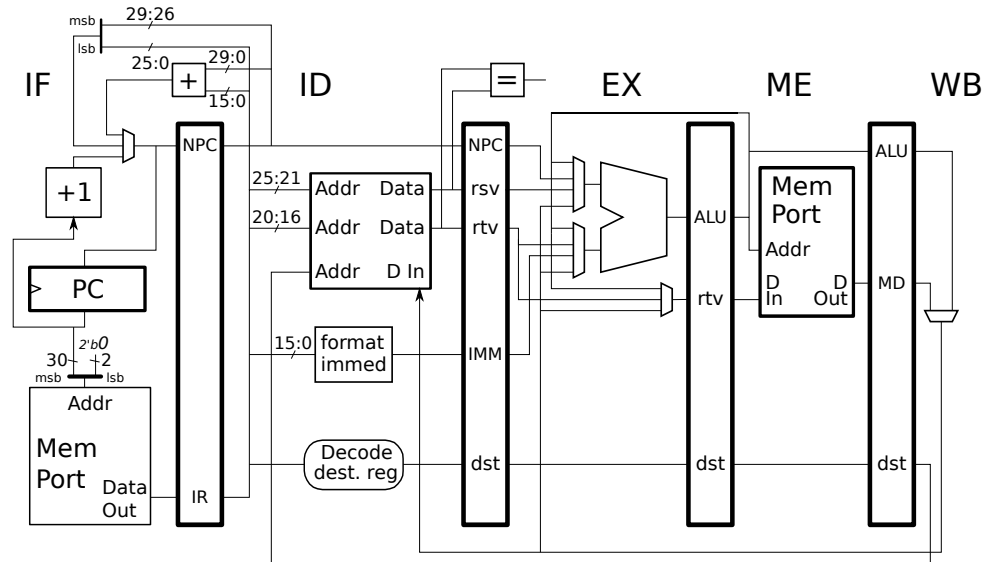 29:26
msb
lsb
25:0
29:0
15:0
+
=
IF
ID
EX
ME
WB
NPC
NPC
ALU
+1
25:21
Addr
Data
rsv
20:16
Addr
Data
rtv
ALU
Mem
Port
Addr
Addr
D In
PC
D
In
D
Out
MD
rtv
2'b0
30
2
msb
lsb
15:0
format
immed
IMM
Addr
Mem
Port
Data
Out
IR
Decode
dest. reg
dst
dst
dst